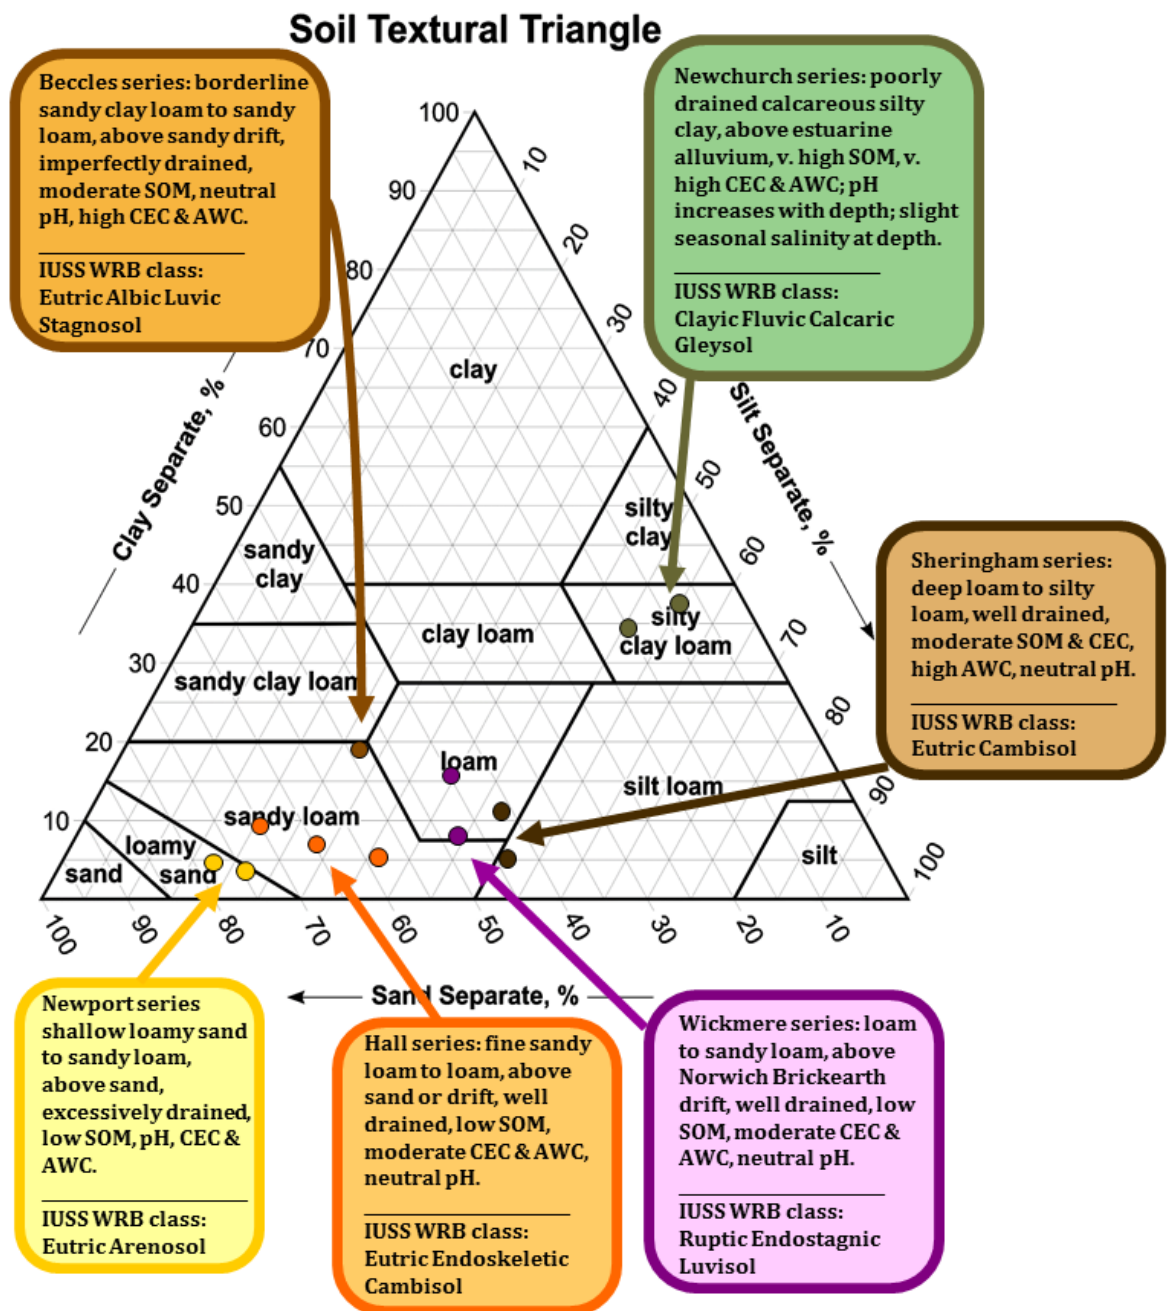 Soil Textural Triangle
Beccles series: borderline
sandy clay loam to sandy
loam, above sandy drift,
imperfectly drained,
moderate SOM, neutral
pH, high CEC & AWC.
IUSS WRB class:
Eutric Albic Luvic
Stagnosol
Newchurch series: poorly
drained calcareous silty
clay, above estuarine
alluvium, v. high SOM, v.
high CEC & AWC; pH
increases with depth; slight
seasonal salinity at depth.
IUSS WRB class:
Clayic Fluvic Calcaric
Gleysol
Sheringham series:
deep loam to silty
loam, well drained,
moderate SOM & CEC,
high AWC, neutral pH.
IUSS WRB class:
Eutric Cambisol
Clay Separate, %
100
90
80
70
60
50
40
30
20
10
Silt Separate, %
10
20
30
40
50
60
70
80
90
100
clay
silty
clay
sandy
clay
clay loam
silty
clay loam
sandy clay loam
loam
silt loam
sandy loam
loamy
sand
sand
silt
100
90
80
70
60
50
40
30
20
10
Sand Separate, %
Newport series
shallow loamy sand
to sandy loam,
above sand,
excessively drained,
low SOM, pH, CEC &
AWC.
IUSS WRB class:
Eutric Arenosol
Hall series: fine sandy
loam to loam, above
sand or drift, well
drained, low SOM,
moderate CEC & AWC,
neutral pH.
IUSS WRB class:
Eutric Endoskeletic
Cambisol
Wickmere series: loam
to sandy loam, above
Norwich Brickearth
drift, well drained, low
SOM, moderate CEC &
AWC, neutral pH.
IUSS WRB class:
Ruptic Endostagnic
Luvisol